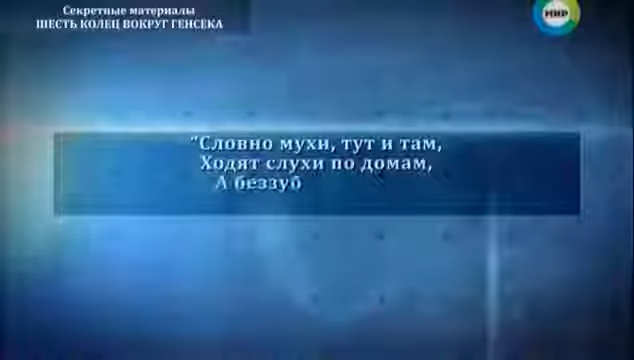 Секретные материалы
ШЕСТЬ КОЛЕЦ ВОКРУГ ГЕНСЕКА
МИР
“Словно мухи, тут и там,
Ходят слухи по домам,
А беззуб